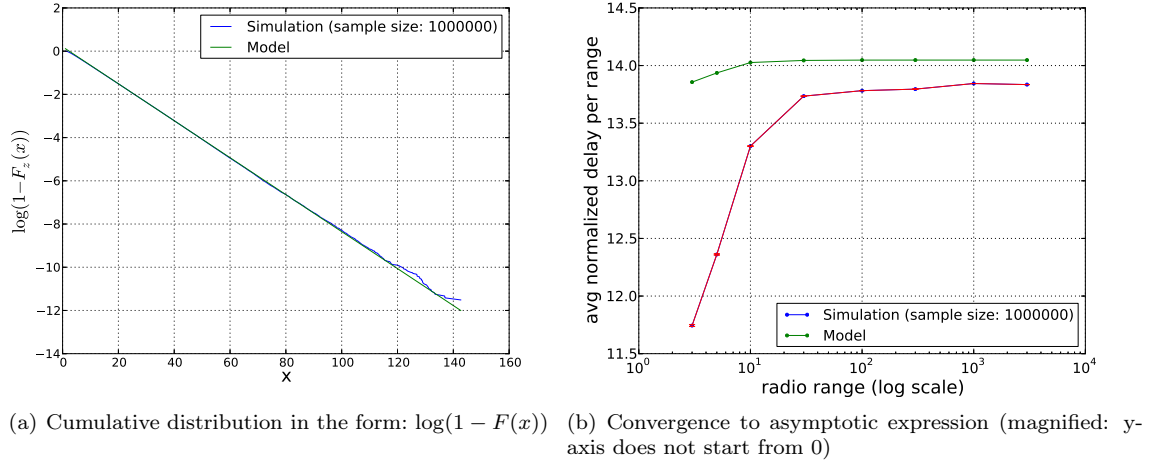 Simulation (sample size: 1000000)
Model
log(1−F_z(x))
2
0
−2
−4
−6
−8
−10
−12
−14
0 20 40 60 80 100 120 140 160
x
14.5
14.0
13.5
13.0
12.5
12.0
11.5
avg normalized delay per range
Simulation (sample size: 1000000)
Model
10^0 10^1 10^2 10^3 10^4
radio range (log scale)
(a) Cumulative distribution in the form: log(1 − F(x))
(b) Convergence to asymptotic expression (magnified: y-
axis does not start from 0)